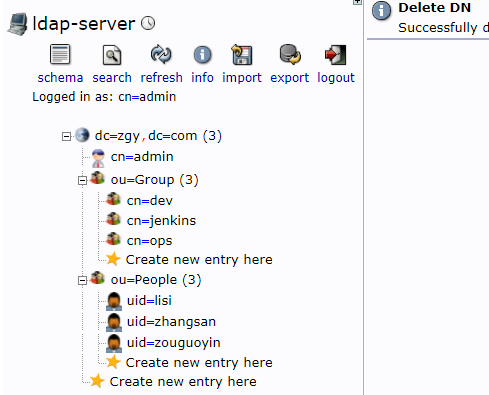 ldap-server
schema search refresh info import export logout
Logged in as: cn=admin
dc=zgy,dc=com (3)
cn=admin
ou=Group (3)
cn=dev
cn=jenkins
cn=ops
Create new entry here
ou=People (3)
uid=lisi
uid=zhangsan
uid=zouguoyin
Create new entry here
Create new entry here
Delete DN
Successfully d